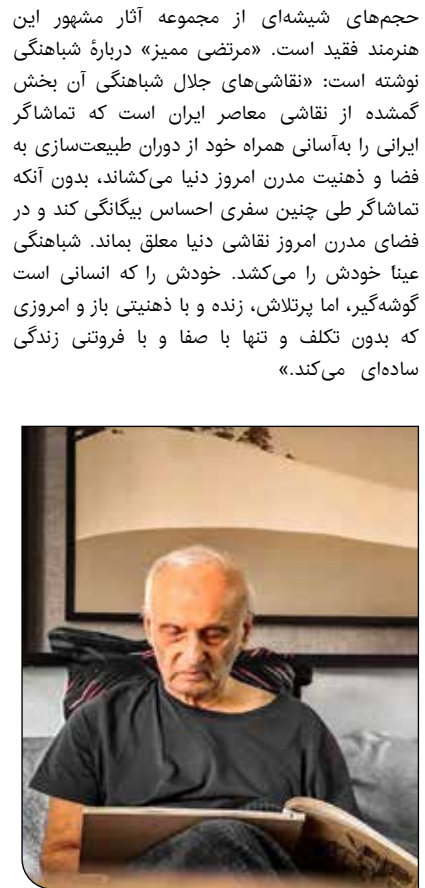 حجم‌های شیشه‌ای از مجموعه آثار مشهور این
هنرمند فقید است. «مرتضی ممیز» دربارهٔ شباهنگی
نوشته است: «نقاشی‌های جلال شباهنگی آن بخش
گمشده از نقاشی معاصر ایران است که تماشاگر
ایرانی را به‌آسانی همراه خود از دوران طبیعت‌سازی به
فضا و ذهنیت مدرن امروز دنیا می‌کشاند، بدون آنکه
تماشاگر طی چنین سفری احساس بیگانگی کند و در
فضای مدرن امروز نقاشی دنیا معلق بماند. شباهنگی
عیناً خودش را می‌کشد. خودش را که انسانی است
گوشه‌گیر، اما پرتلاش، زنده و با ذهنیتی باز و امروزی
که بدون تکلف و تنها با صفا و با فروتنی زندگی
ساده‌ای می‌کند.»